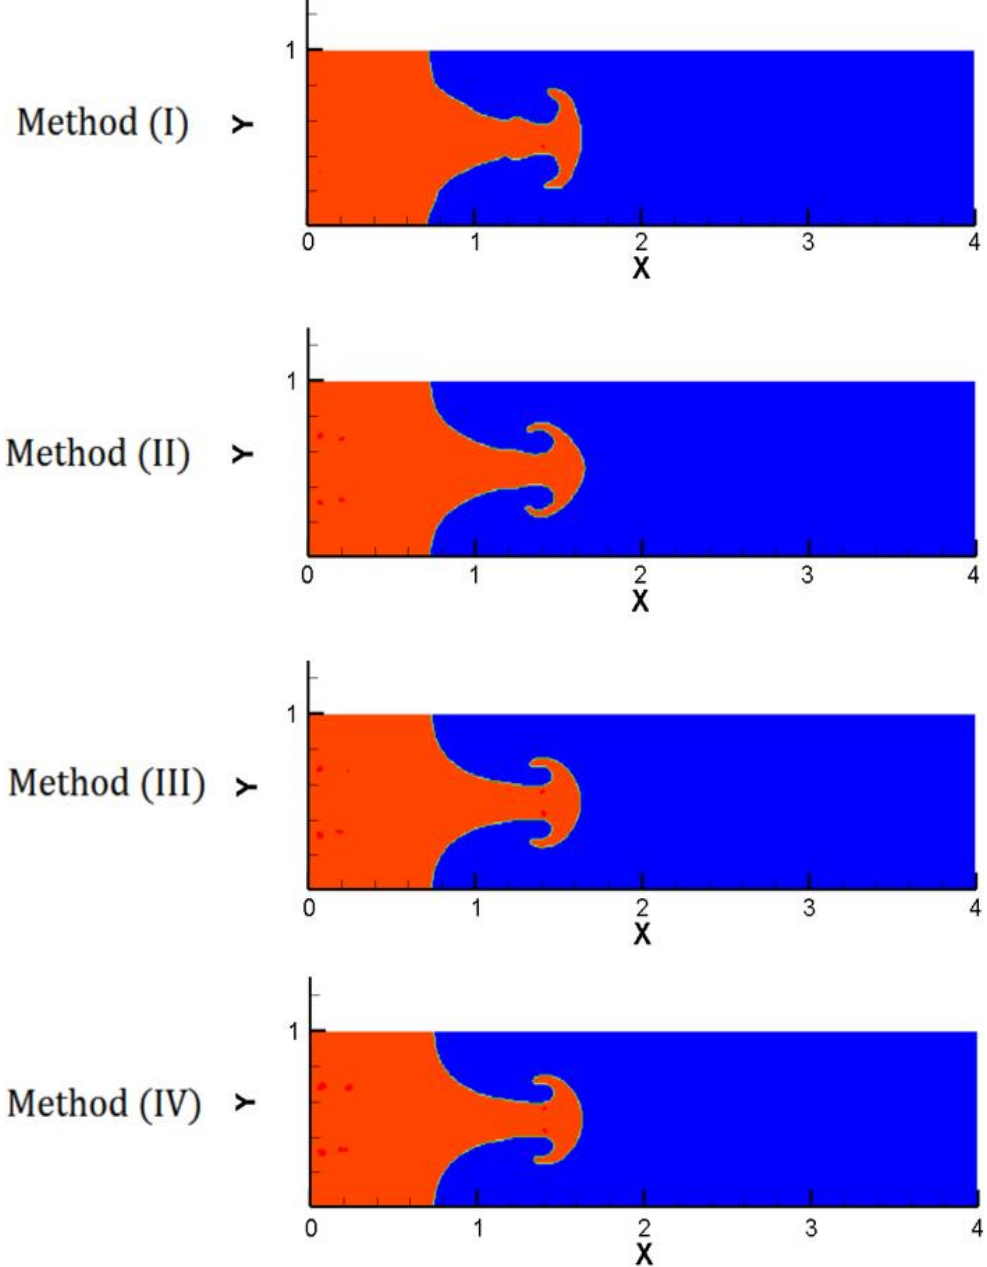 1
Method (I) Y
0 1 2 3 4
X
1
Method (II) Y
0 1 2 3 4
X
1
Method (III) Y
0 1 2 3 4
X
1
Method (IV) Y
0 1 2 3 4
X